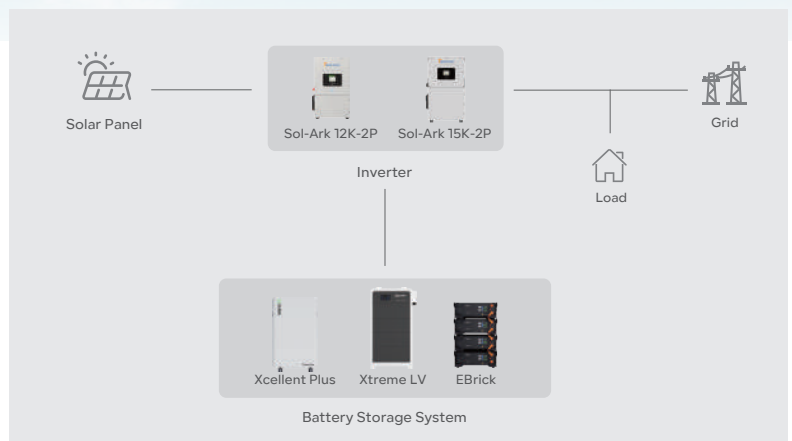 Solar Panel
Sol-Ark 12K-2P
Sol-Ark 15K-2P
Grid
Inverter
Load
Xcellent Plus
Xtreme LV
EBrick
Battery Storage System